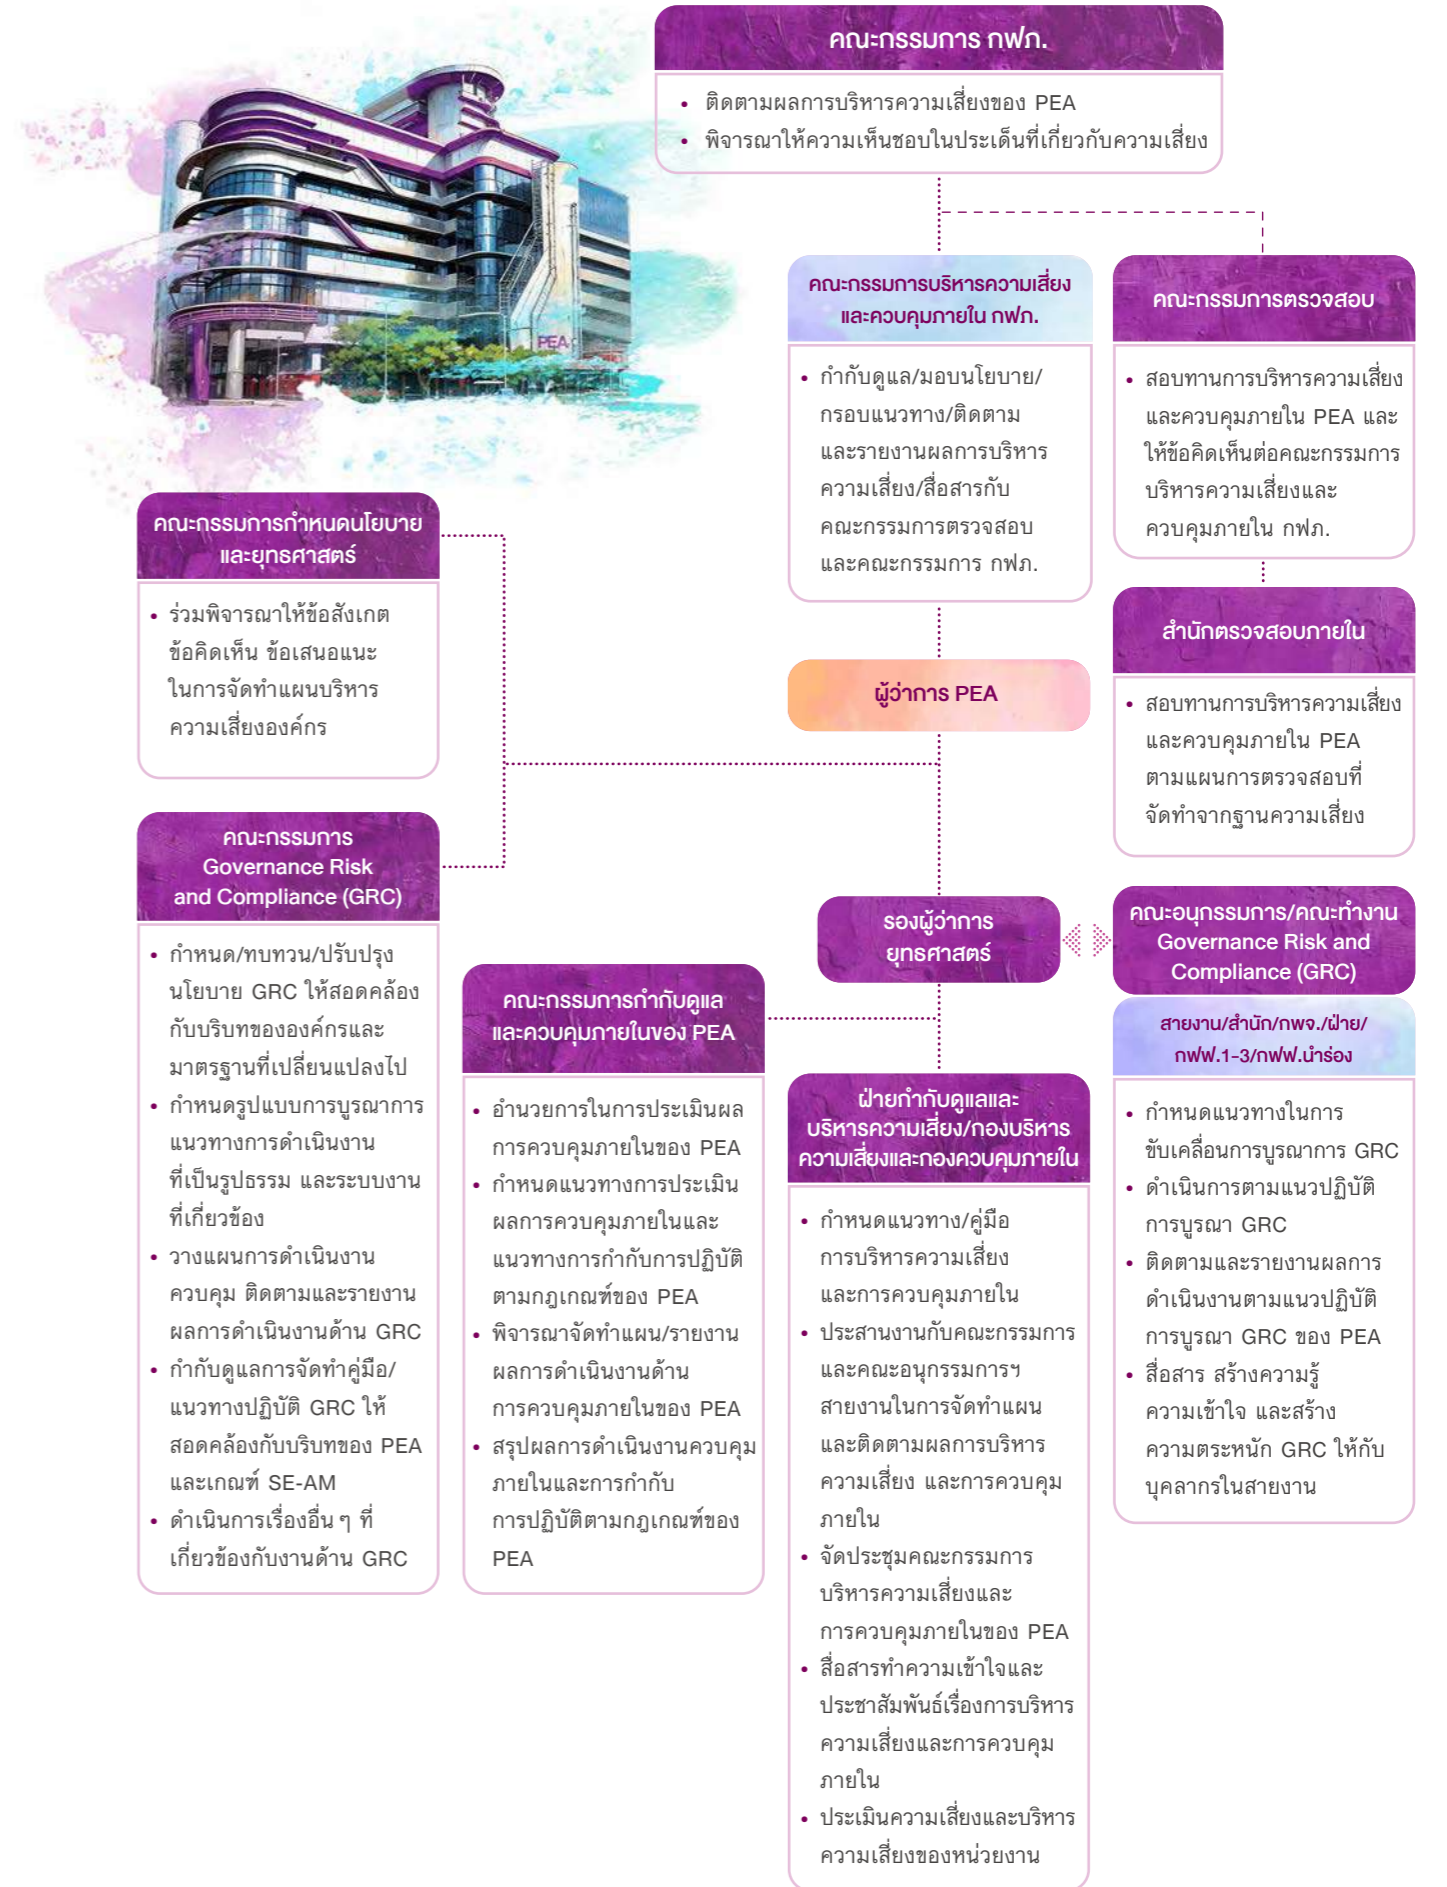 คณะกรรมการ กฟภ.
• ติดตามผลการบริหารความเสี่ยงของ PEA
• พิจารณาให้ความเห็นชอบในประเด็นที่เกี่ยวกับความเสี่ยง
PEA
คณะกรรมการบริหารความเสี่ยง
และควบคุมภายใน กฟภ.
• กำกับดูแล/มอบนโยบาย/
กรอบแนวทาง/ติดตาม
และรายงานผลการบริหาร
ความเสี่ยง/สื่อสารกับ
คณะกรรมการตรวจสอบ
และคณะกรรมการ กฟภ.
คณะกรรมการตรวจสอบ
• สอบทานการบริหารความเสี่ยง
และควบคุมภายใน PEA และ
ให้ข้อคิดเห็นต่อคณะกรรมการ
บริหารความเสี่ยงและ
ควบคุมภายใน กฟภ.
คณะกรรมการกำหนดนโยบาย
และยุทธศาสตร์
• ร่วมพิจารณาให้ข้อสังเกต
ข้อคิดเห็น ข้อเสนอแนะ
ในการจัดทำแผนบริหาร
ความเสี่ยงองค์กร
สำนักตรวจสอบภายใน
• สอบทานการบริหารความเสี่ยง
และควบคุมภายใน PEA
ตามแผนการตรวจสอบที่
จัดทำจากฐานความเสี่ยง
ผู้ว่าการ PEA
คณะกรรมการ
Governance Risk
and Compliance (GRC)
• กำหนด/ทบทวน/ปรับปรุง
นโยบาย GRC ให้สอดคล้อง
กับบริบทขององค์กรและ
มาตรฐานที่เปลี่ยนแปลงไป
• กำหนดรูปแบบการบูรณาการ
แนวทางการดำเนินงาน
ที่เป็นรูปธรรม และระบบงาน
ที่เกี่ยวข้อง
• วางแผนการดำเนินงาน
ควบคุม ติดตามและรายงาน
ผลการดำเนินงานด้าน GRC
• กำกับดูแลการจัดทำคู่มือ/
แนวทางปฏิบัติ GRC ให้
สอดคล้องกับบริบทของ PEA
และเกณฑ์ SE-AM
• ดำเนินการเรื่องอื่น ๆ ที่
เกี่ยวข้องกับงานด้าน GRC
รองผู้ว่าการ
ยุทธศาสตร์
คณะกรรมการกำกับดูแล
และควบคุมภายในของ PEA
• อำนวยการในการประเมินผล
การควบคุมภายในของ PEA
• กำหนดแนวทางการประเมิน
ผลการควบคุมภายในและ
แนวทางการกำกับการปฏิบัติ
ตามกฎเกณฑ์ของ PEA
• พิจารณาจัดทำแผน/รายงาน
ผลการดำเนินงานด้าน
การควบคุมภายในของ PEA
• สรุปผลการดำเนินงานควบคุม
ภายในและการกำกับ
การปฏิบัติตามกฎเกณฑ์ของ
PEA
ฝ่ายกำกับดูแลและ
บริหารความเสี่ยง/กองบริหาร
ความเสี่ยงและกองควบคุมภายใน
• กำหนดแนวทาง/คู่มือ
การบริหารความเสี่ยง
และการควบคุมภายใน
• ประสานงานกับคณะกรรมการ
และคณะอนุกรรมการฯ
สายงานในการจัดทำแผน
และติดตามผลการบริหาร
ความเสี่ยง และการควบคุม
ภายใน
• จัดประชุมคณะกรรมการ
บริหารความเสี่ยงและ
การควบคุมภายในของ PEA
• สื่อสารทำความเข้าใจและ
ประชาสัมพันธ์เรื่องการบริหาร
ความเสี่ยงและการควบคุม
ภายใน
• ประเมินความเสี่ยงและบริหาร
ความเสี่ยงของหน่วยงาน
คณะอนุกรรมการ/คณะทำงาน
Governance Risk and
Compliance (GRC)
สายงาน/สำนัก/กพจ./ฝ่าย/
กฟฟ.1-3/กฟฟ.นำร่อง
• กำหนดแนวทางในการ
ขับเคลื่อนการบูรณาการ GRC
• ดำเนินการตามแนวปฏิบัติ
การบูรณา GRC
• ติดตามและรายงานผลการ
ดำเนินงานตามแนวปฏิบัติ
การบูรณา GRC ของ PEA
• สื่อสาร สร้างความรู้
ความเข้าใจ และสร้าง
ความตระหนัก GRC ให้กับ
บุคลากรในสายงาน